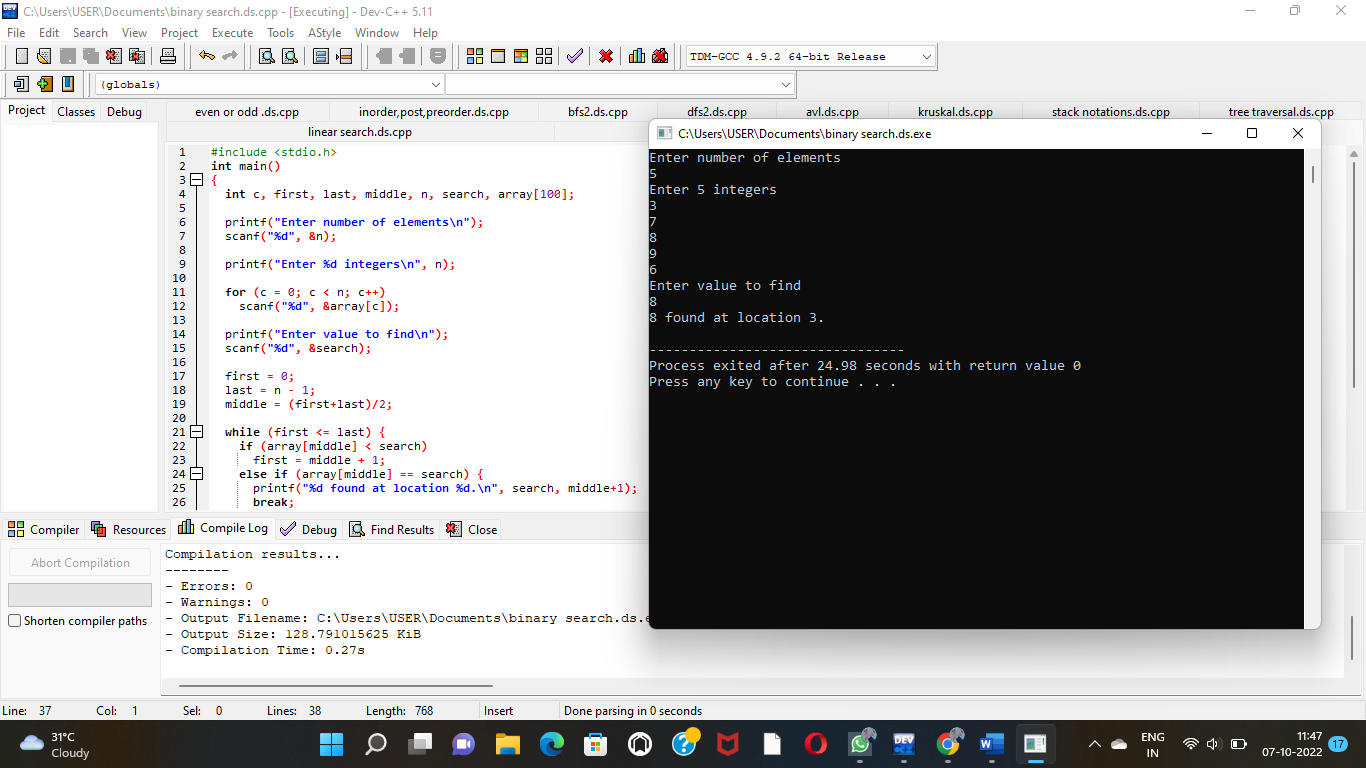 C:\Users\USER\Documents\binary search.ds.cpp - [Executing] - Dev-C++ 5.11
File Edit Search View Project Execute Tools AStyle Window Help
TDM-GCC 4.9.2 64-bit Release
(globals)
Project Classes Debug
even or odd .ds.cpp inorder,post,preorder.ds.cpp bfs2.ds.cpp dfs2.ds.cpp avl.ds.cpp kruskal.ds.cpp stack notations.ds.cpp tree traversal.ds.cpp
linear search.ds.cpp
1 #include <stdio.h>
2 int main()
3 {
4 int c, first, last, middle, n, search, array[100];
5
6 printf("Enter number of elements\n");
7 scanf("%d", &n);
8
9 printf("Enter %d integers\n", n);
10
11 for (c = 0; c < n; c++)
12 scanf("%d", &array[c]);
13
14 printf("Enter value to find\n");
15 scanf("%d", &search);
16
17 first = 0;
18 last = n - 1;
19 middle = (first+last)/2;
20
21 while (first <= last) {
22 if (array[middle] < search)
23 first = middle + 1;
24 else if (array[middle] == search) {
25 printf("%d found at location %d.\n", search, middle+1);
26 break;
C:\Users\USER\Documents\binary search.ds.exe
Enter number of elements
5
Enter 5 integers
3
7
8
9
6
Enter value to find
8
8 found at location 3.
--------------------------------
Process exited after 24.98 seconds with return value 0
Press any key to continue . . .
Compiler Resources Compile Log Debug Find Results Close
Abort Compilation
Shorten compiler paths
Compilation results...
--------
- Errors: 0
- Warnings: 0
- Output Filename: C:\Users\USER\Documents\binary search.ds.e
- Output Size: 128.791015625 KiB
- Compilation Time: 0.27s
Line: 37 Col: 1 Sel: 0 Lines: 38 Length: 768 Insert Done parsing in 0 seconds
31°C
Cloudy
DEV
ENG
IN
11:47
07-10-2022
17